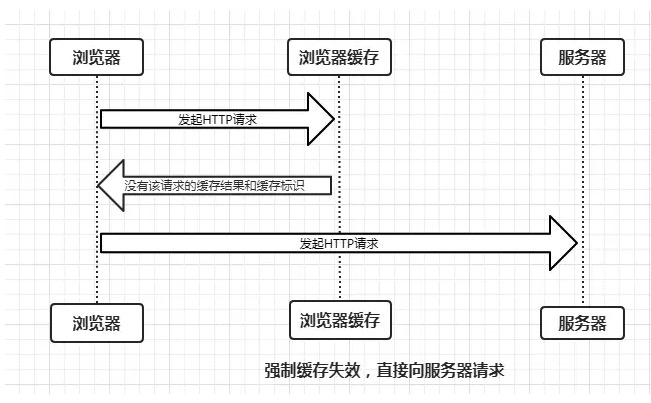 浏览器 浏览器缓存 服务器
发起HTTP请求
没有该请求的缓存结果和缓存标识
发起HTTP请求
浏览器 浏览器缓存 服务器
强制缓存失效，直接向服务器请求